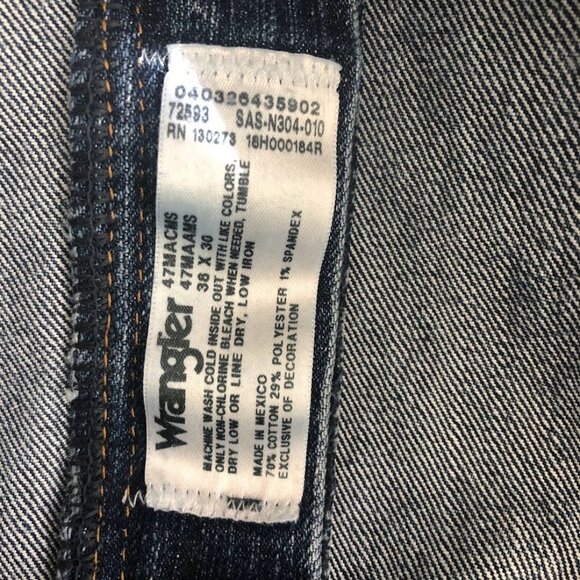 040326435902
72593 SAS-N304-010
RN 130273 15H000184R
Wrangler
47MACMS
47MAAMS
36 X 30
MACHINE WASH COLD INSIDE OUT WITH LIKE COLORS,
ONLY NON-CHLORINE BLEACH WHEN NEEDED, TUMBLE
DRY LOW OR LINE DRY, LOW IRON
MADE IN MEXICO
70% COTTON 29% POLYESTER 1% SPANDEX
EXCLUSIVE OF DECORATION